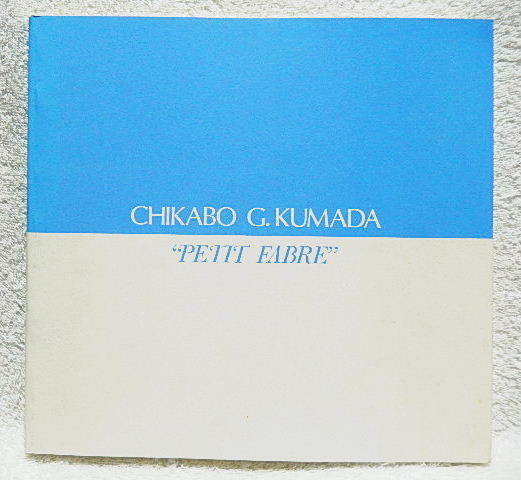 CHIKABO G. KUMADA
“PETIT FABRE”